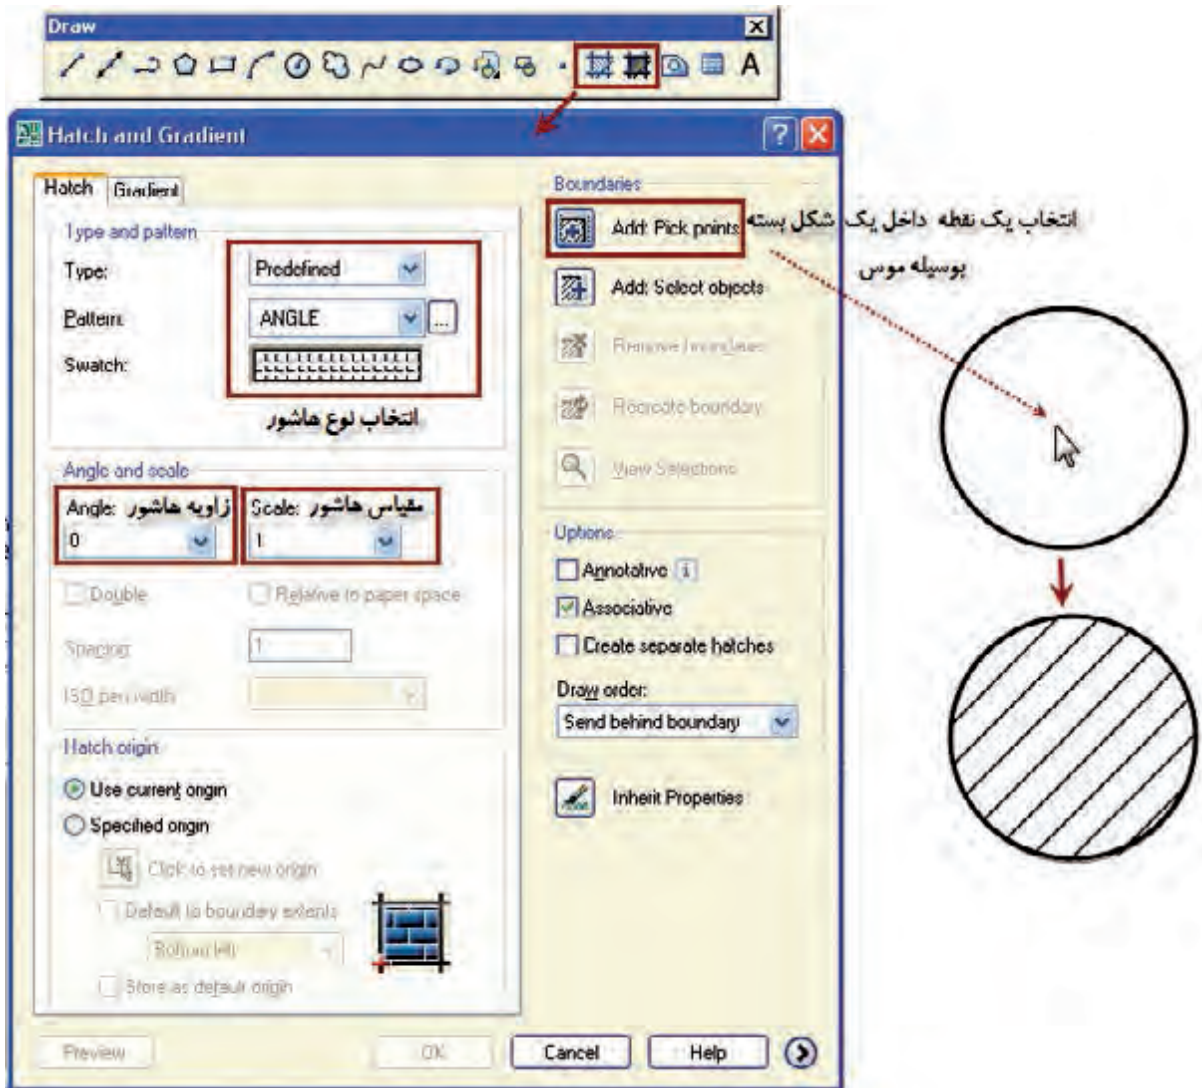 Draw
A
Hatch and Gradient
Hatch
Gradient
Type and pattern
Type:
Predefined
Pattern:
ANGLE
...
Swatch:
انتخاب نوع هاشور
Angle and scale
Angle: زاویه هاشور
0
Scale: مقیاس هاشور
1
Double
Relative to paper space
Spacing:
1
ISO pen width:
Hatch origin
Use current origin
Specified origin
Click to set new origin
Default to boundary extents
Bottom left
Store as default origin
Preview
OK
Cancel
Help
Boundaries
Add: Pick points
Add: Select objects
Remove boundaries
Recreate boundary
View Selections
Options
Annotative
Associative
Create separate hatches
Draw order:
Send behind boundary
Inherit Properties
انتخاب یک نقطه داخل یک شکل بسته
بوسیله موس